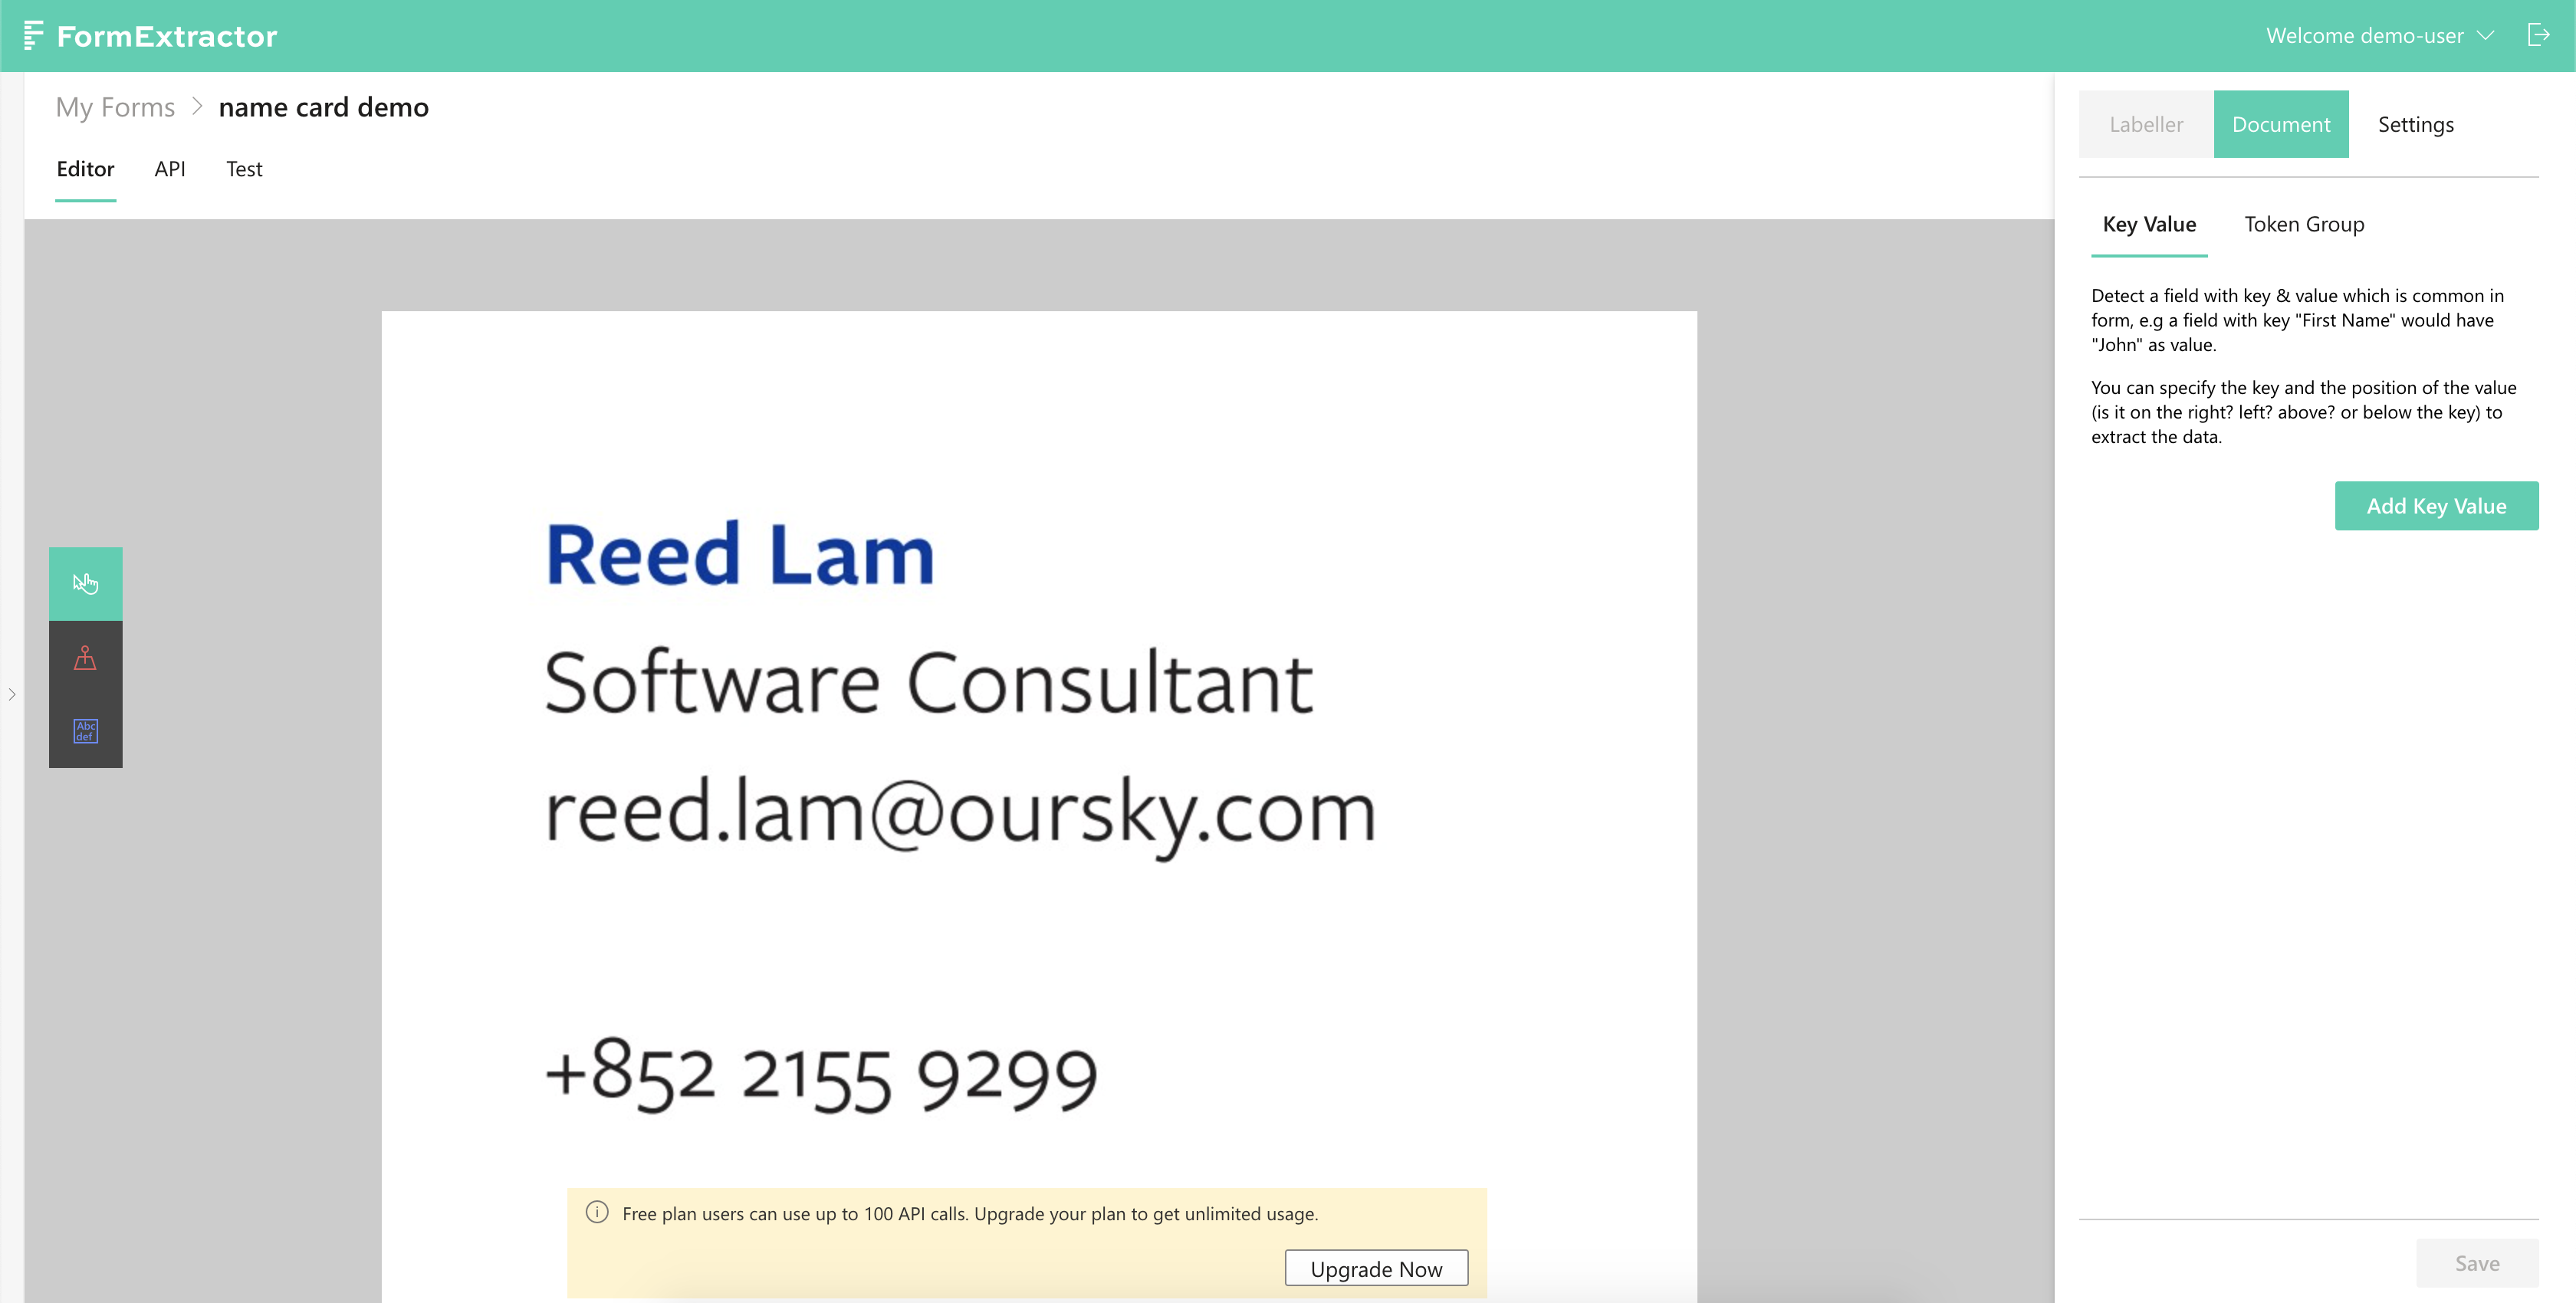 FormExtractor
Welcome demo-user
My Forms > name card demo
Editor API Test
Labeller Document Settings
Key Value Token Group
Detect a field with key & value which is common in
form, e.g a field with key "First Name" would have
"John" as value.
You can specify the key and the position of the value
(is it on the right? left? above? or below the key) to
extract the data.
Add Key Value
Abc
def
Reed Lam
Software Consultant
reed.lam@oursky.com
+852 2155 9299
Free plan users can use up to 100 API calls. Upgrade your plan to get unlimited usage.
Upgrade Now
Save